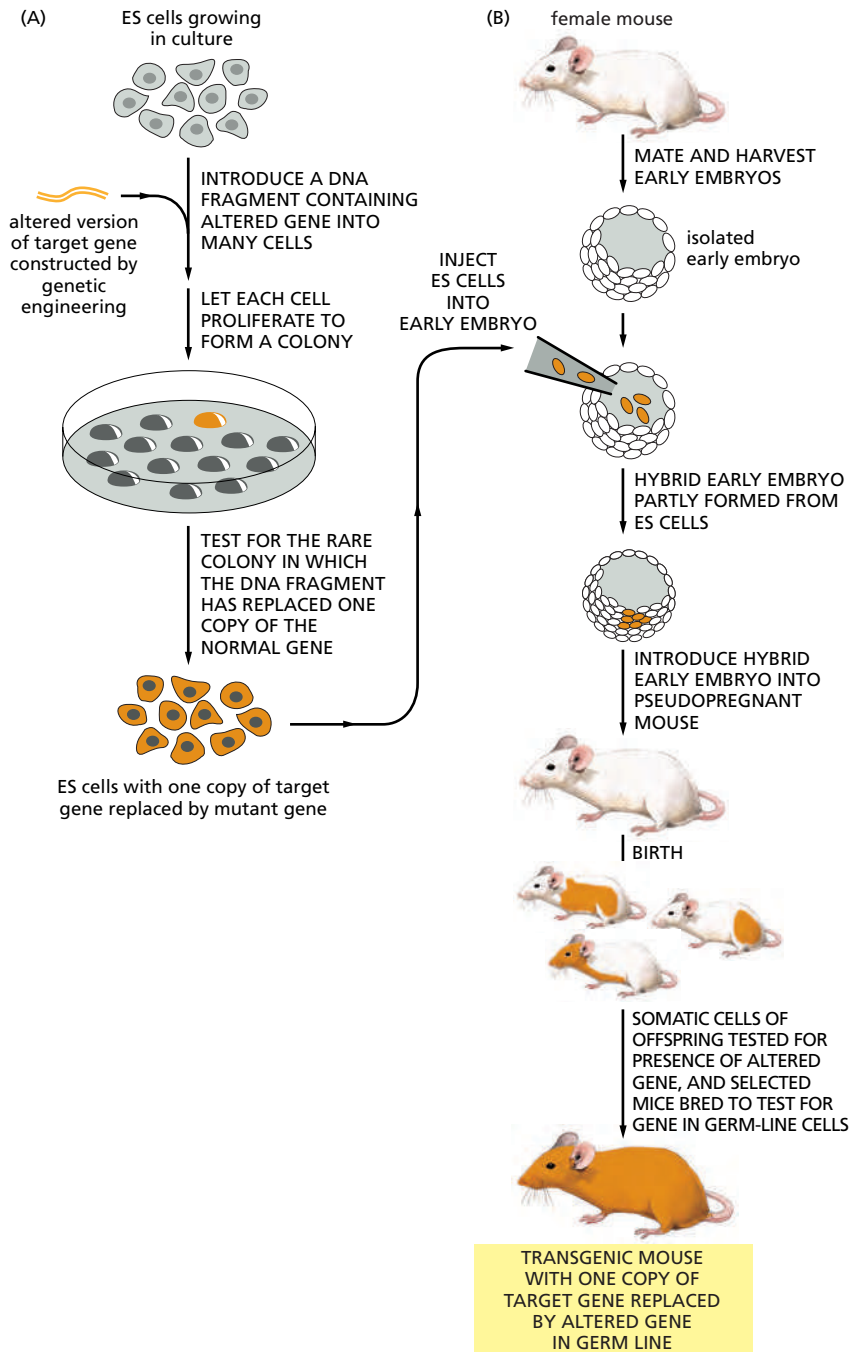 (A)
ES cells growing
in culture
altered version
of target gene
constructed by
genetic
engineering
INTRODUCE A DNA
FRAGMENT CONTAINING
ALTERED GENE INTO
MANY CELLS
LET EACH CELL
PROLIFERATE TO
FORM A COLONY
TEST FOR THE RARE
COLONY IN WHICH
THE DNA FRAGMENT
HAS REPLACED ONE
COPY OF THE
NORMAL GENE
ES cells with one copy of target
gene replaced by mutant gene
INJECT
ES CELLS
INTO
EARLY EMBRYO
(B)
female mouse
MATE AND HARVEST
EARLY EMBRYOS
isolated
early embryo
HYBRID EARLY EMBRYO
PARTLY FORMED FROM
ES CELLS
INTRODUCE HYBRID
EARLY EMBRYO INTO
PSEUDOPREGNANT
MOUSE
BIRTH
SOMATIC CELLS OF
OFFSPRING TESTED FOR
PRESENCE OF ALTERED
GENE, AND SELECTED
MICE BRED TO TEST FOR
GENE IN GERM-LINE CELLS
TRANSGENIC MOUSE
WITH ONE COPY OF
TARGET GENE REPLACED
BY ALTERED GENE
IN GERM LINE